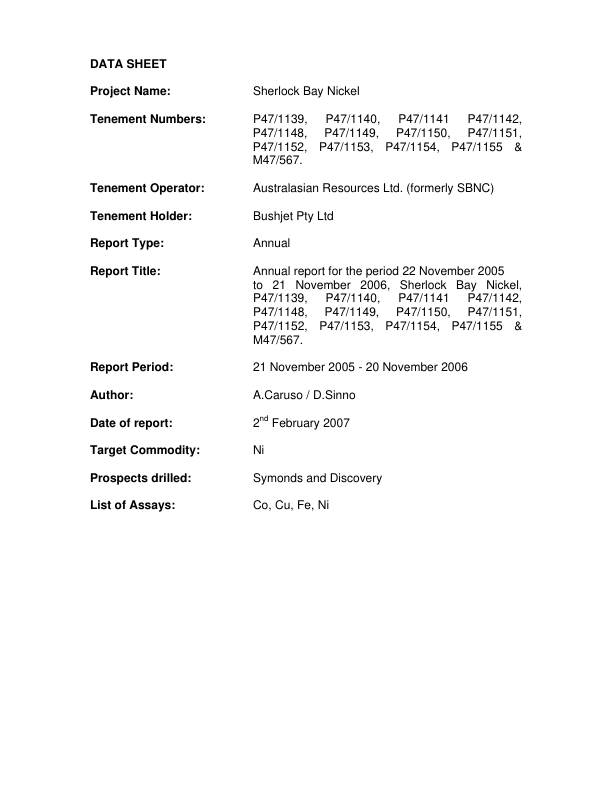 DATA SHEET
Project Name: Sherlock Bay Nickel
Tenement Numbers: P47/1139, P47/1140, P47/1141 P47/1142,
P47/1148, P47/1149, P47/1150, P47/1151,
P47/1152, P47/1153, P47/1154, P47/1155 &
M47/567.
Tenement Operator: Australasian Resources Ltd. (formerly SBNC)
Tenement Holder: Bushjet Pty Ltd
Report Type: Annual
Report Title: Annual report for the period 22 November 2005
to 21 November 2006, Sherlock Bay Nickel,
P47/1139, P47/1140, P47/1141 P47/1142,
P47/1148, P47/1149, P47/1150, P47/1151,
P47/1152, P47/1153, P47/1154, P47/1155 &
M47/567.
Report Period: 21 November 2005 - 20 November 2006
Author: A.Caruso / D.Sinno
Date of report: 2nd February 2007
Target Commodity: Ni
Prospects drilled: Symonds and Discovery
List of Assays: Co, Cu, Fe, Ni